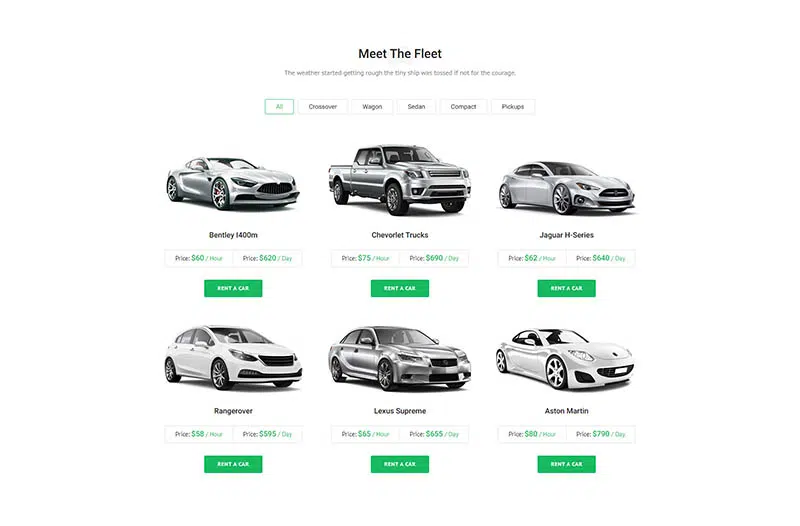 Meet The Fleet
The weather started getting rough the tiny ship was tossed if not for the courage.
All Crossover Wagon Sedan Compact Pickups
Bentley I400m Chevorlet Trucks Jaguar H-Series
Price: $60 / Hour Price: $620 / Day Price: $75 / Hour Price: $690 / Day Price: $62 / Hour Price: $640 / Day
RENT A CAR RENT A CAR RENT A CAR
Rangerover Lexus Supreme Aston Martin
Price: $58 / Hour Price: $595 / Day Price: $65 / Hour Price: $655 / Day Price: $80 / Hour Price: $790 / Day
RENT A CAR RENT A CAR RENT A CAR